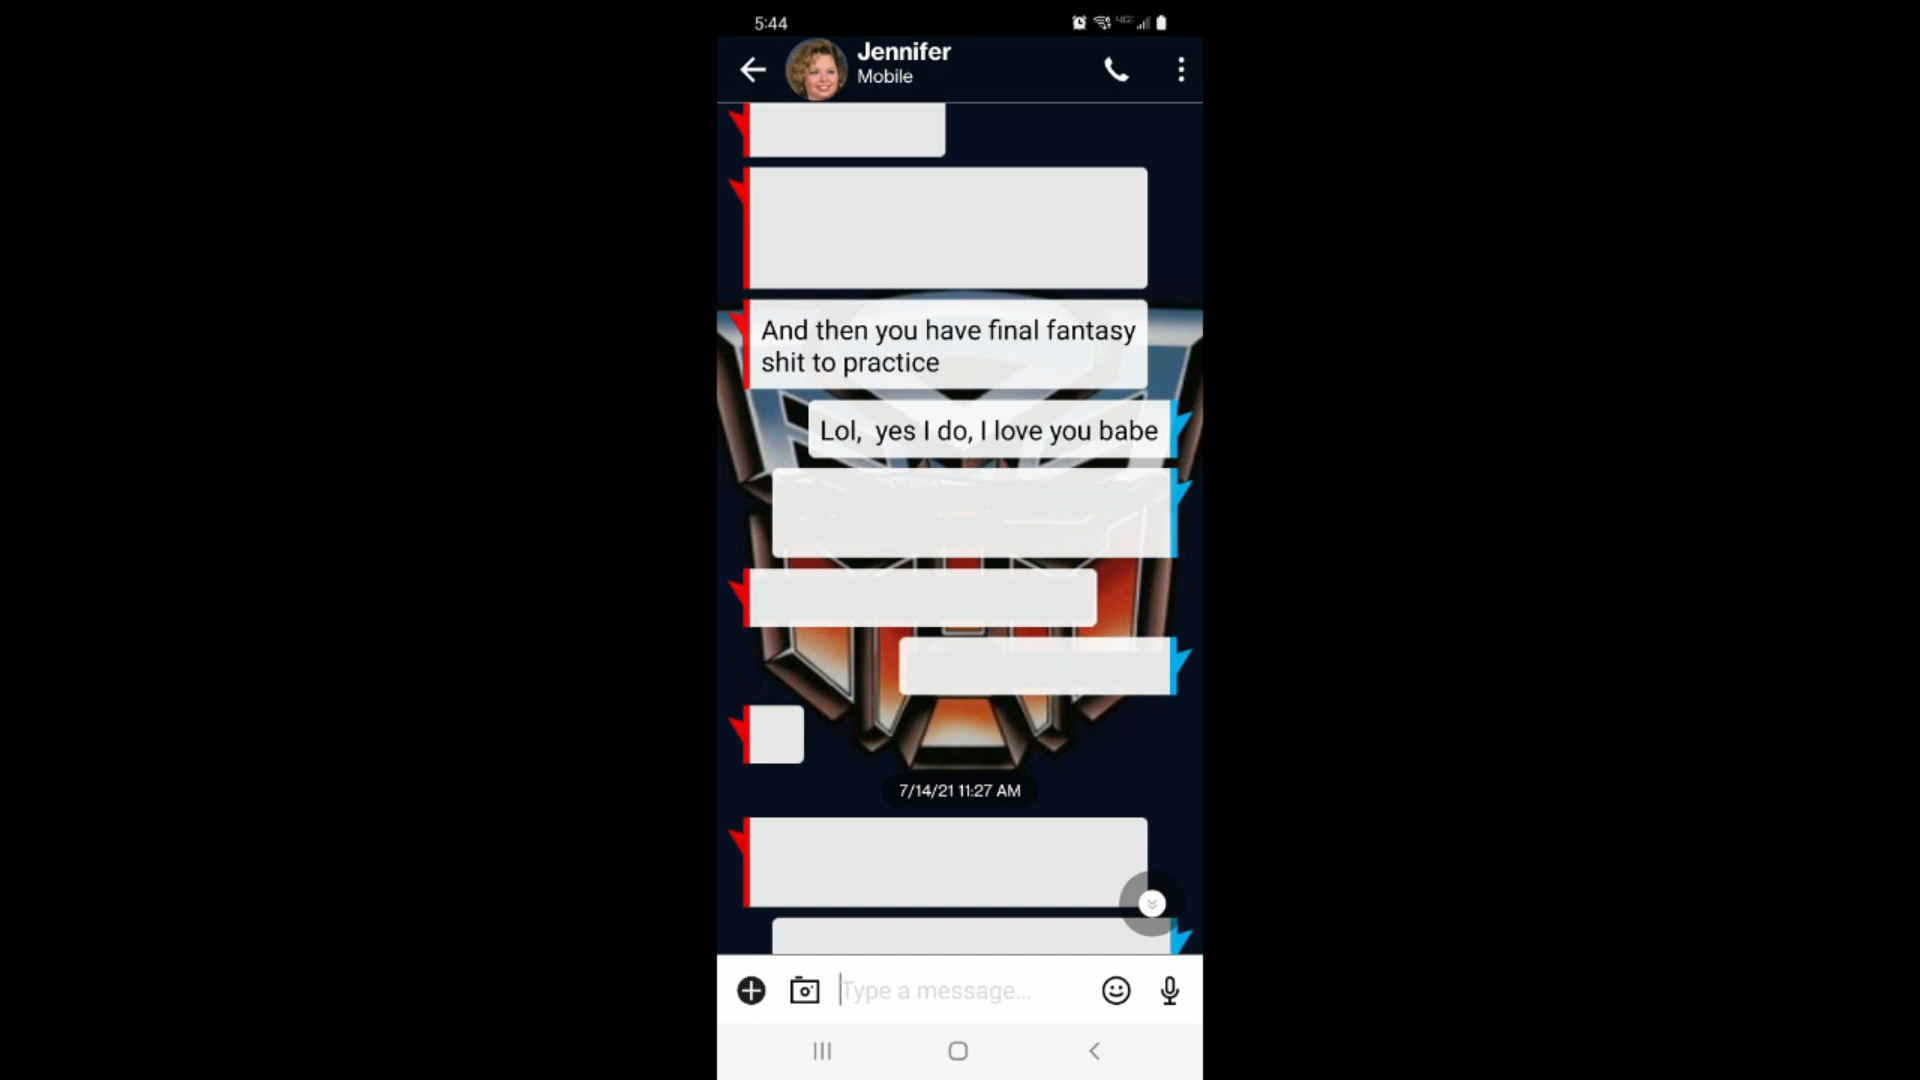 5:44
Jennifer
Mobile
And then you have final fantasy
shit to practice
Lol,  yes I do, I love you babe
7/14/21 11:27 AM
Type a message...